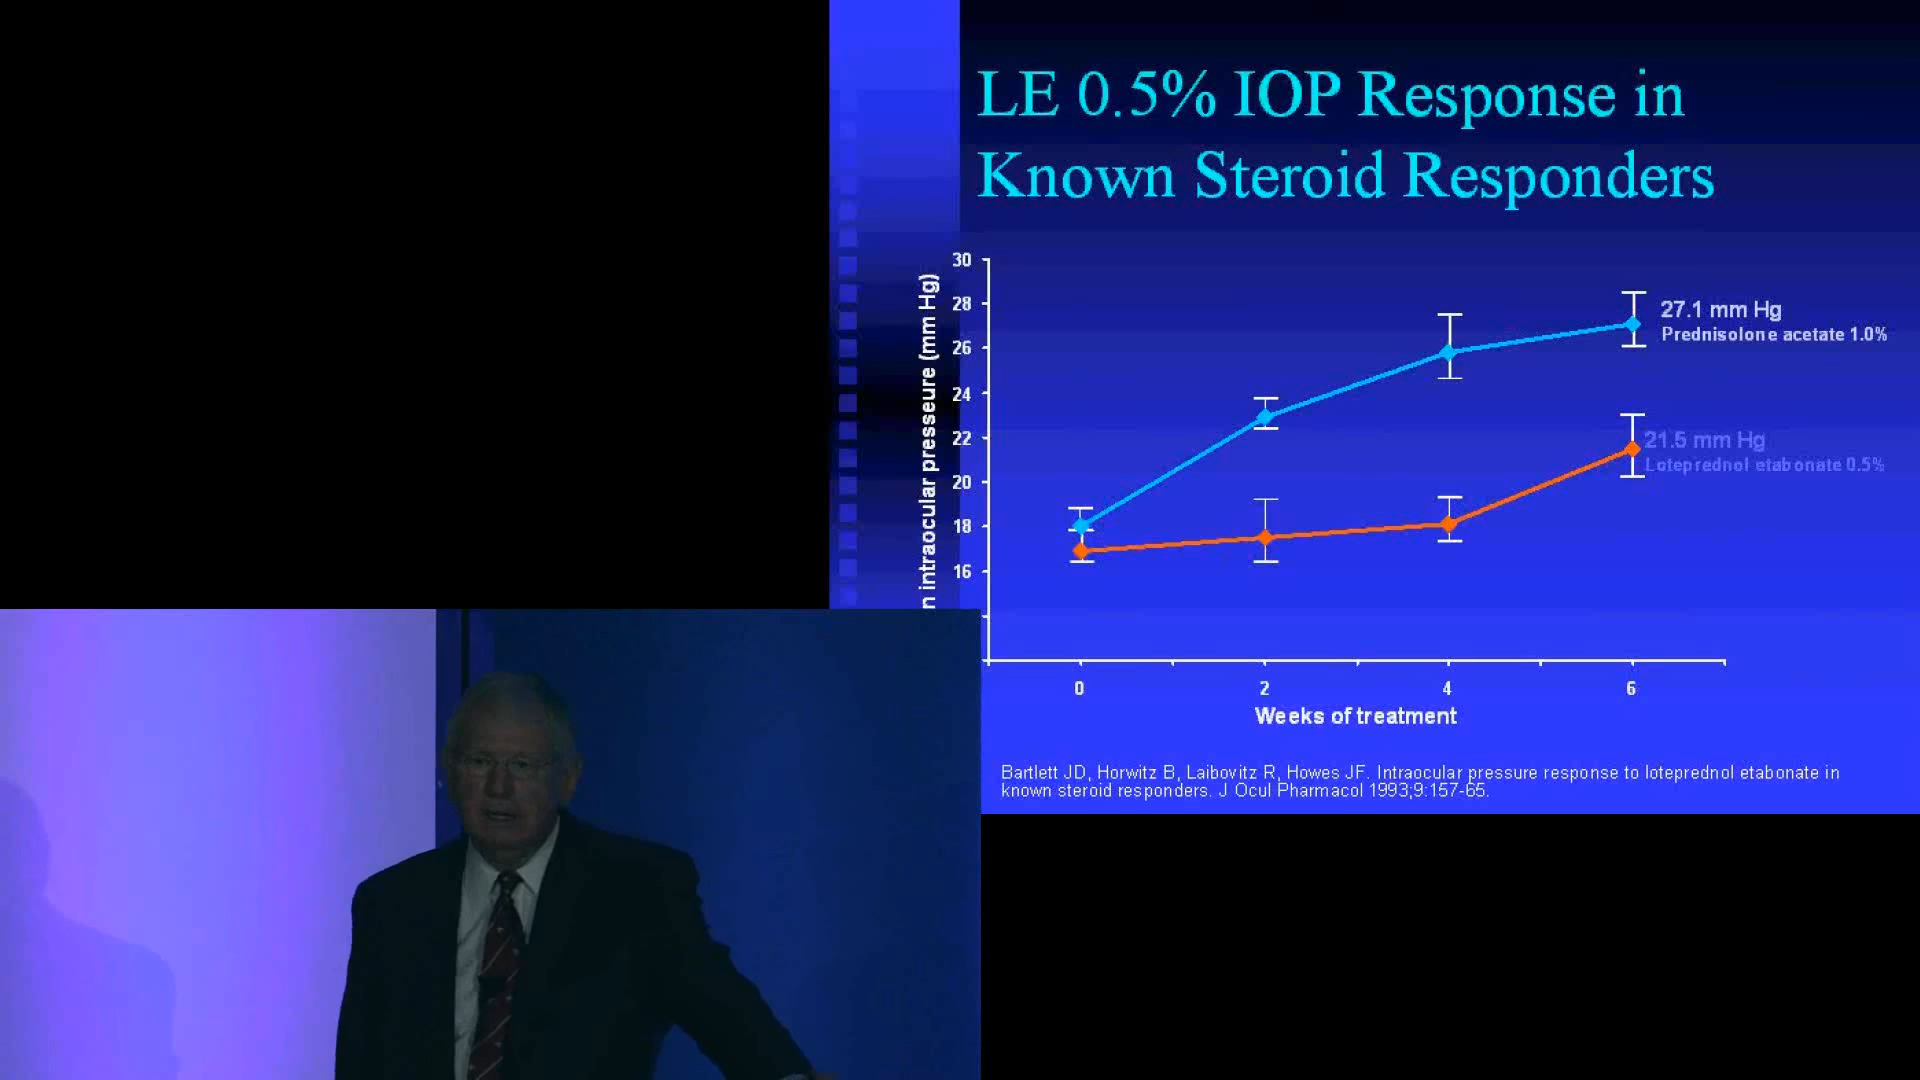 LE 0.5% IOP Response in
Known Steroid Responders
n intraocular presseure (mm Hg)
30
28
26
24
22
20
18
16
27.1 mm Hg
Prednisolone acetate 1.0%
21.5 mm Hg
Loteprednol etabonate 0.5%
0 2 4 6
Weeks of treatment
Bartlett JD, Horwitz B, Laibovitz R, Howes JF. Intraocular pressure response to loteprednol etabonate in
known steroid responders. J Ocul Pharmacol 1993;9:157-65.